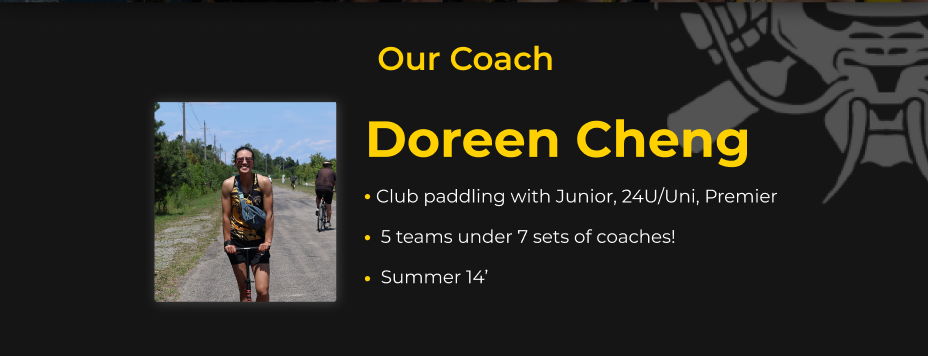 Our Coach
Doreen Cheng
• Club paddling with Junior, 24U/Uni, Premier
• 5 teams under 7 sets of coaches!
• Summer 14’